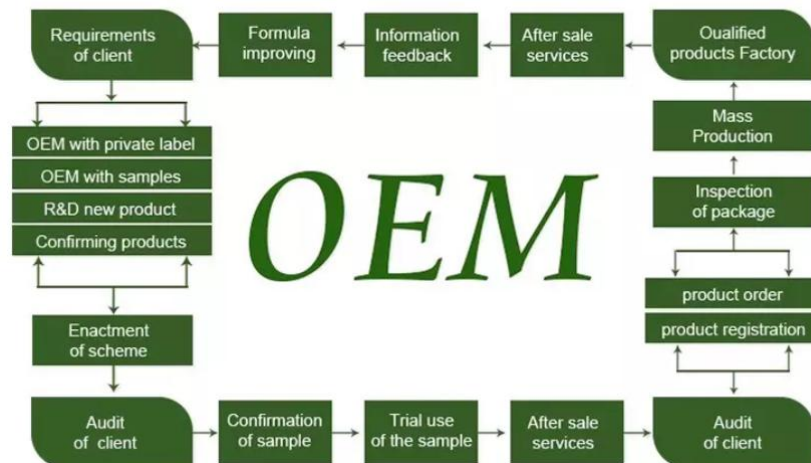 Requirements
of client
Formula
improving
Information
feedback
After sale
services
Oualified
products Factory
OEM with private label
OEM with samples
R&D new product
Confirming products
OEM
Mass
Production
Inspection
of package
product order
product registration
Enactment
of scheme
Audit
of client
Confirmation
of sample
Trial use
of the sample
After sale
services
Audit
of client